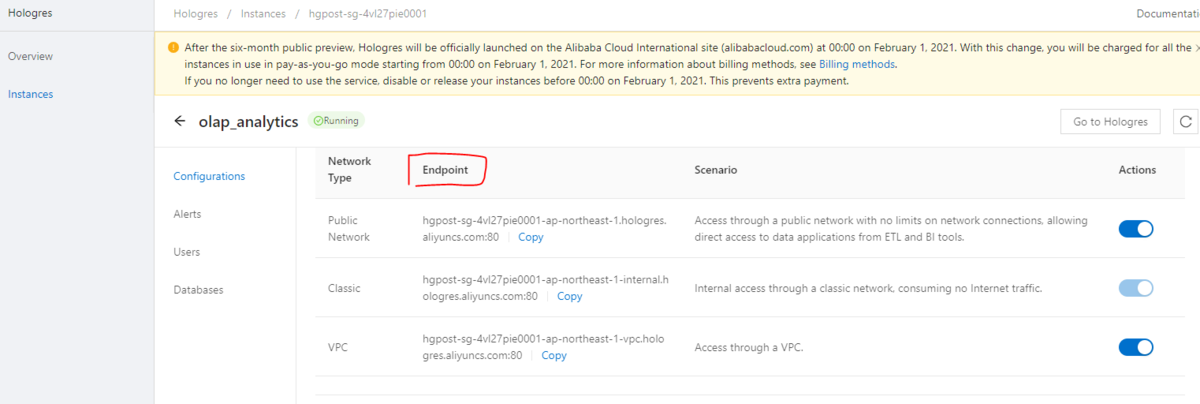 Hologres
Hologres / Instances / hgpost-sg-4vl27pie0001
Documentati
Overview
Instances
After the six-month public preview, Hologres will be officially launched on the Alibaba Cloud International site (alibabacloud.com) at 00:00 on February 1, 2021. With this change, you will be charged for all the
instances in use in pay-as-you-go mode starting from 00:00 on February 1, 2021. For more information about billing methods, see Billing methods.
If you no longer need to use the service, disable or release your instances before 00:00 on February 1, 2021. This prevents extra payment.
olap_analytics
Running
Go to Hologres
Configurations
Alerts
Users
Databases
Network
Type
Endpoint
Scenario
Actions
Public
Network
hgpost-sg-4vl27pie0001-ap-northeast-1.hologres.
aliyuncs.com:80 | Copy
Access through a public network with no limits on network connections, allowing
direct access to data applications from ETL and BI tools.
Classic
hgpost-sg-4vl27pie0001-ap-northeast-1-internal.h
ologres.aliyuncs.com:80 | Copy
Internal access through a classic network, consuming no Internet traffic.
VPC
hgpost-sg-4vl27pie0001-ap-northeast-1-vpc.holo
gres.aliyuncs.com:80 | Copy
Access through a VPC.